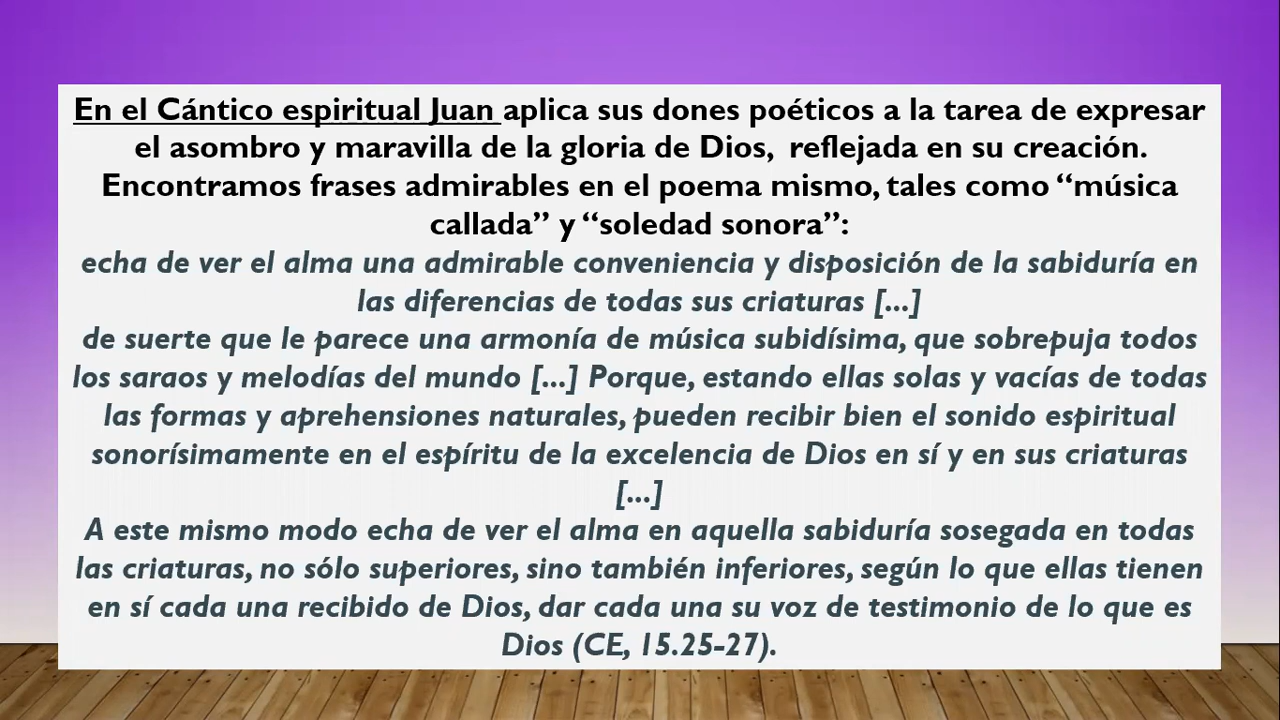 En el Cántico espiritual Juan aplica sus dones poéticos a la tarea de expresar
el asombro y maravilla de la gloria de Dios,  reflejada en su creación.
Encontramos frases admirables en el poema mismo, tales como “música
callada” y “soledad sonora”:
echa de ver el alma una admirable conveniencia y disposición de la sabiduría en
las diferencias de todas sus criaturas [...]
de suerte que le parece una armonía de música subidísima, que sobrepuja todos
los saraos y melodías del mundo [...] Porque, estando ellas solas y vacías de todas
las formas y aprehensiones naturales, pueden recibir bien el sonido espiritual
sonorísimamente en el espíritu de la excelencia de Dios en sí y en sus criaturas
[...]
A este mismo modo echa de ver el alma en aquella sabiduría sosegada en todas
las criaturas, no sólo superiores, sino también inferiores, según lo que ellas tienen
en sí cada una recibido de Dios, dar cada una su voz de testimonio de lo que es
Dios (CE, 15.25-27).